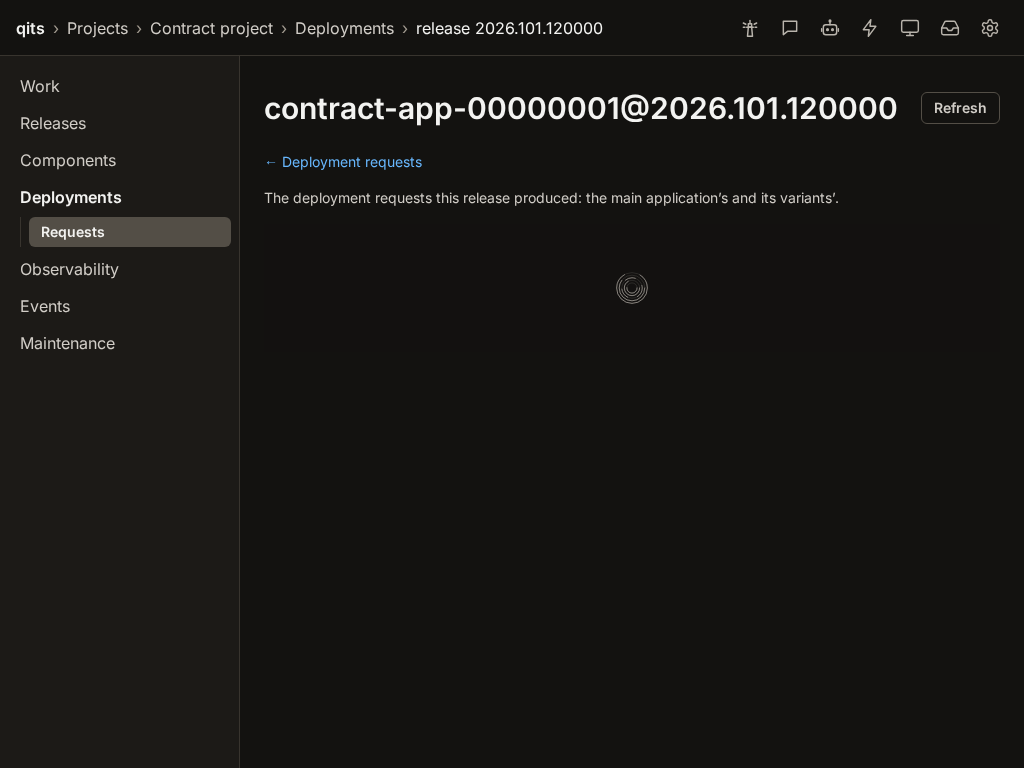 qits › Projects › Contract project › Deployments › release 2026.101.120000
Work
Releases
Components
Deployments
Requests
Observability
Events
Maintenance
contract-app-00000001@2026.101.120000
Refresh
← Deployment requests
The deployment requests this release produced: the main application’s and its variants’.